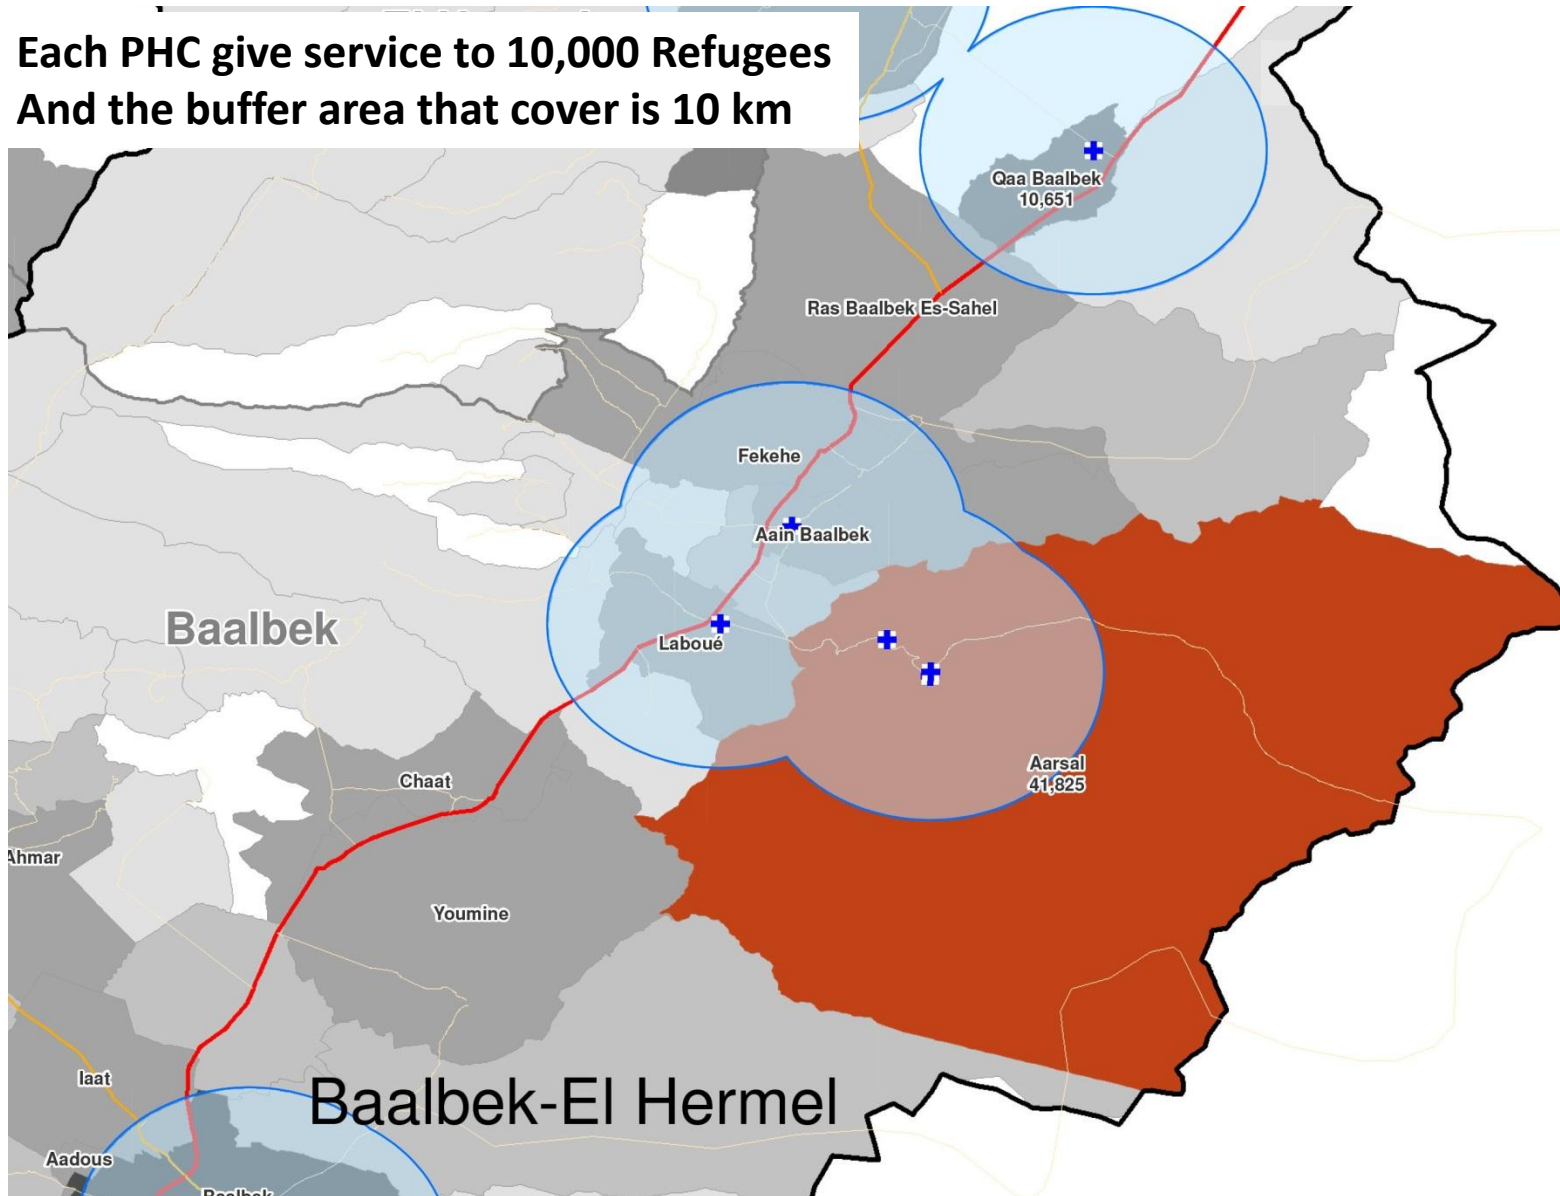 Each PHC give service to 10,000 Refugees
And the buffer area that cover is 10 km
Qaa Baalbek
10,651
Ras Baalbek Es-Sahel
Fekehe
Aain Baalbek
Baalbek
Laboué
Aarsal
41,825
Chaat
Ahmar
Youmine
Iaat
Baalbek-El Hermel
Aadous
Baalbek